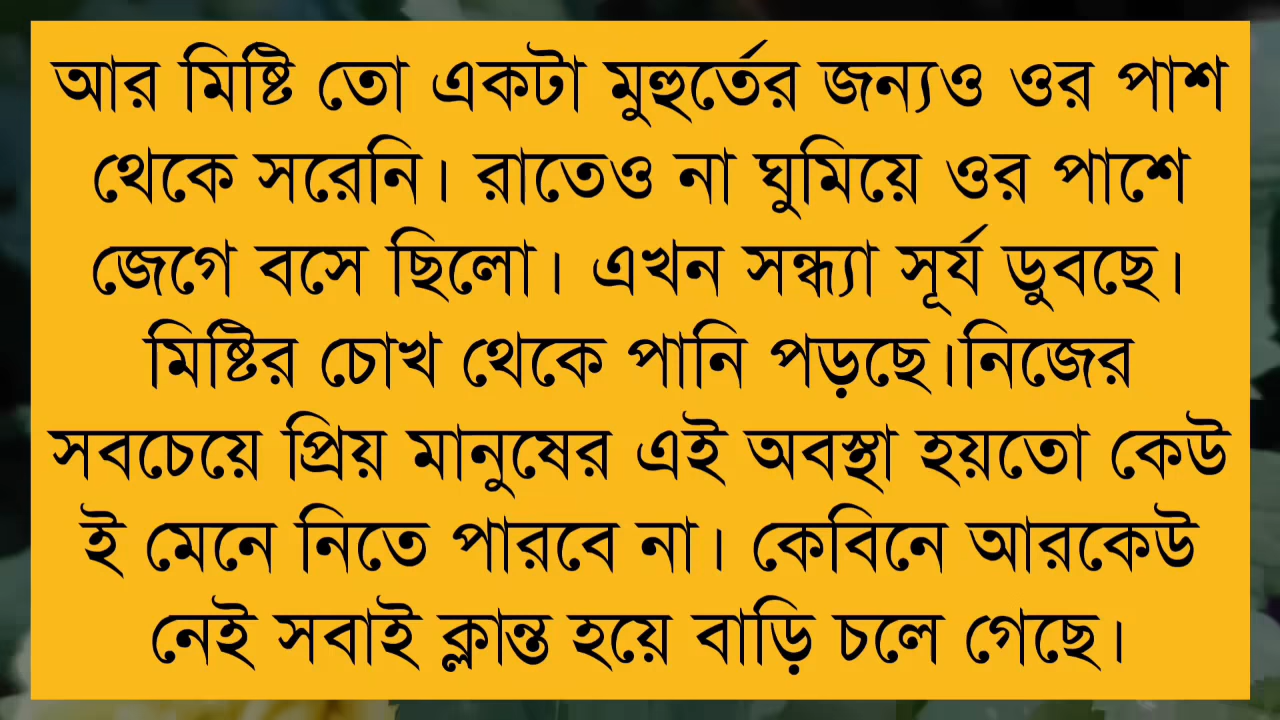 আর মিষ্টি তো একটা মুহুর্তের জন্যও ওর পাশ
থেকে সরেনি। রাতেও না ঘুমিয়ে ওর পাশে
জেগে বসে ছিলো। এখন সন্ধ্যা সূর্য ডুবছে।
মিষ্টির চোখ থেকে পানি পড়ছে।নিজের
সবচেয়ে প্রিয় মানুষের এই অবস্থা হয়তো কেউ
ই মেনে নিতে পারবে না। কেবিনে আরকেউ
নেই সবাই ক্লান্ত হয়ে বাড়ি চলে গেছে।